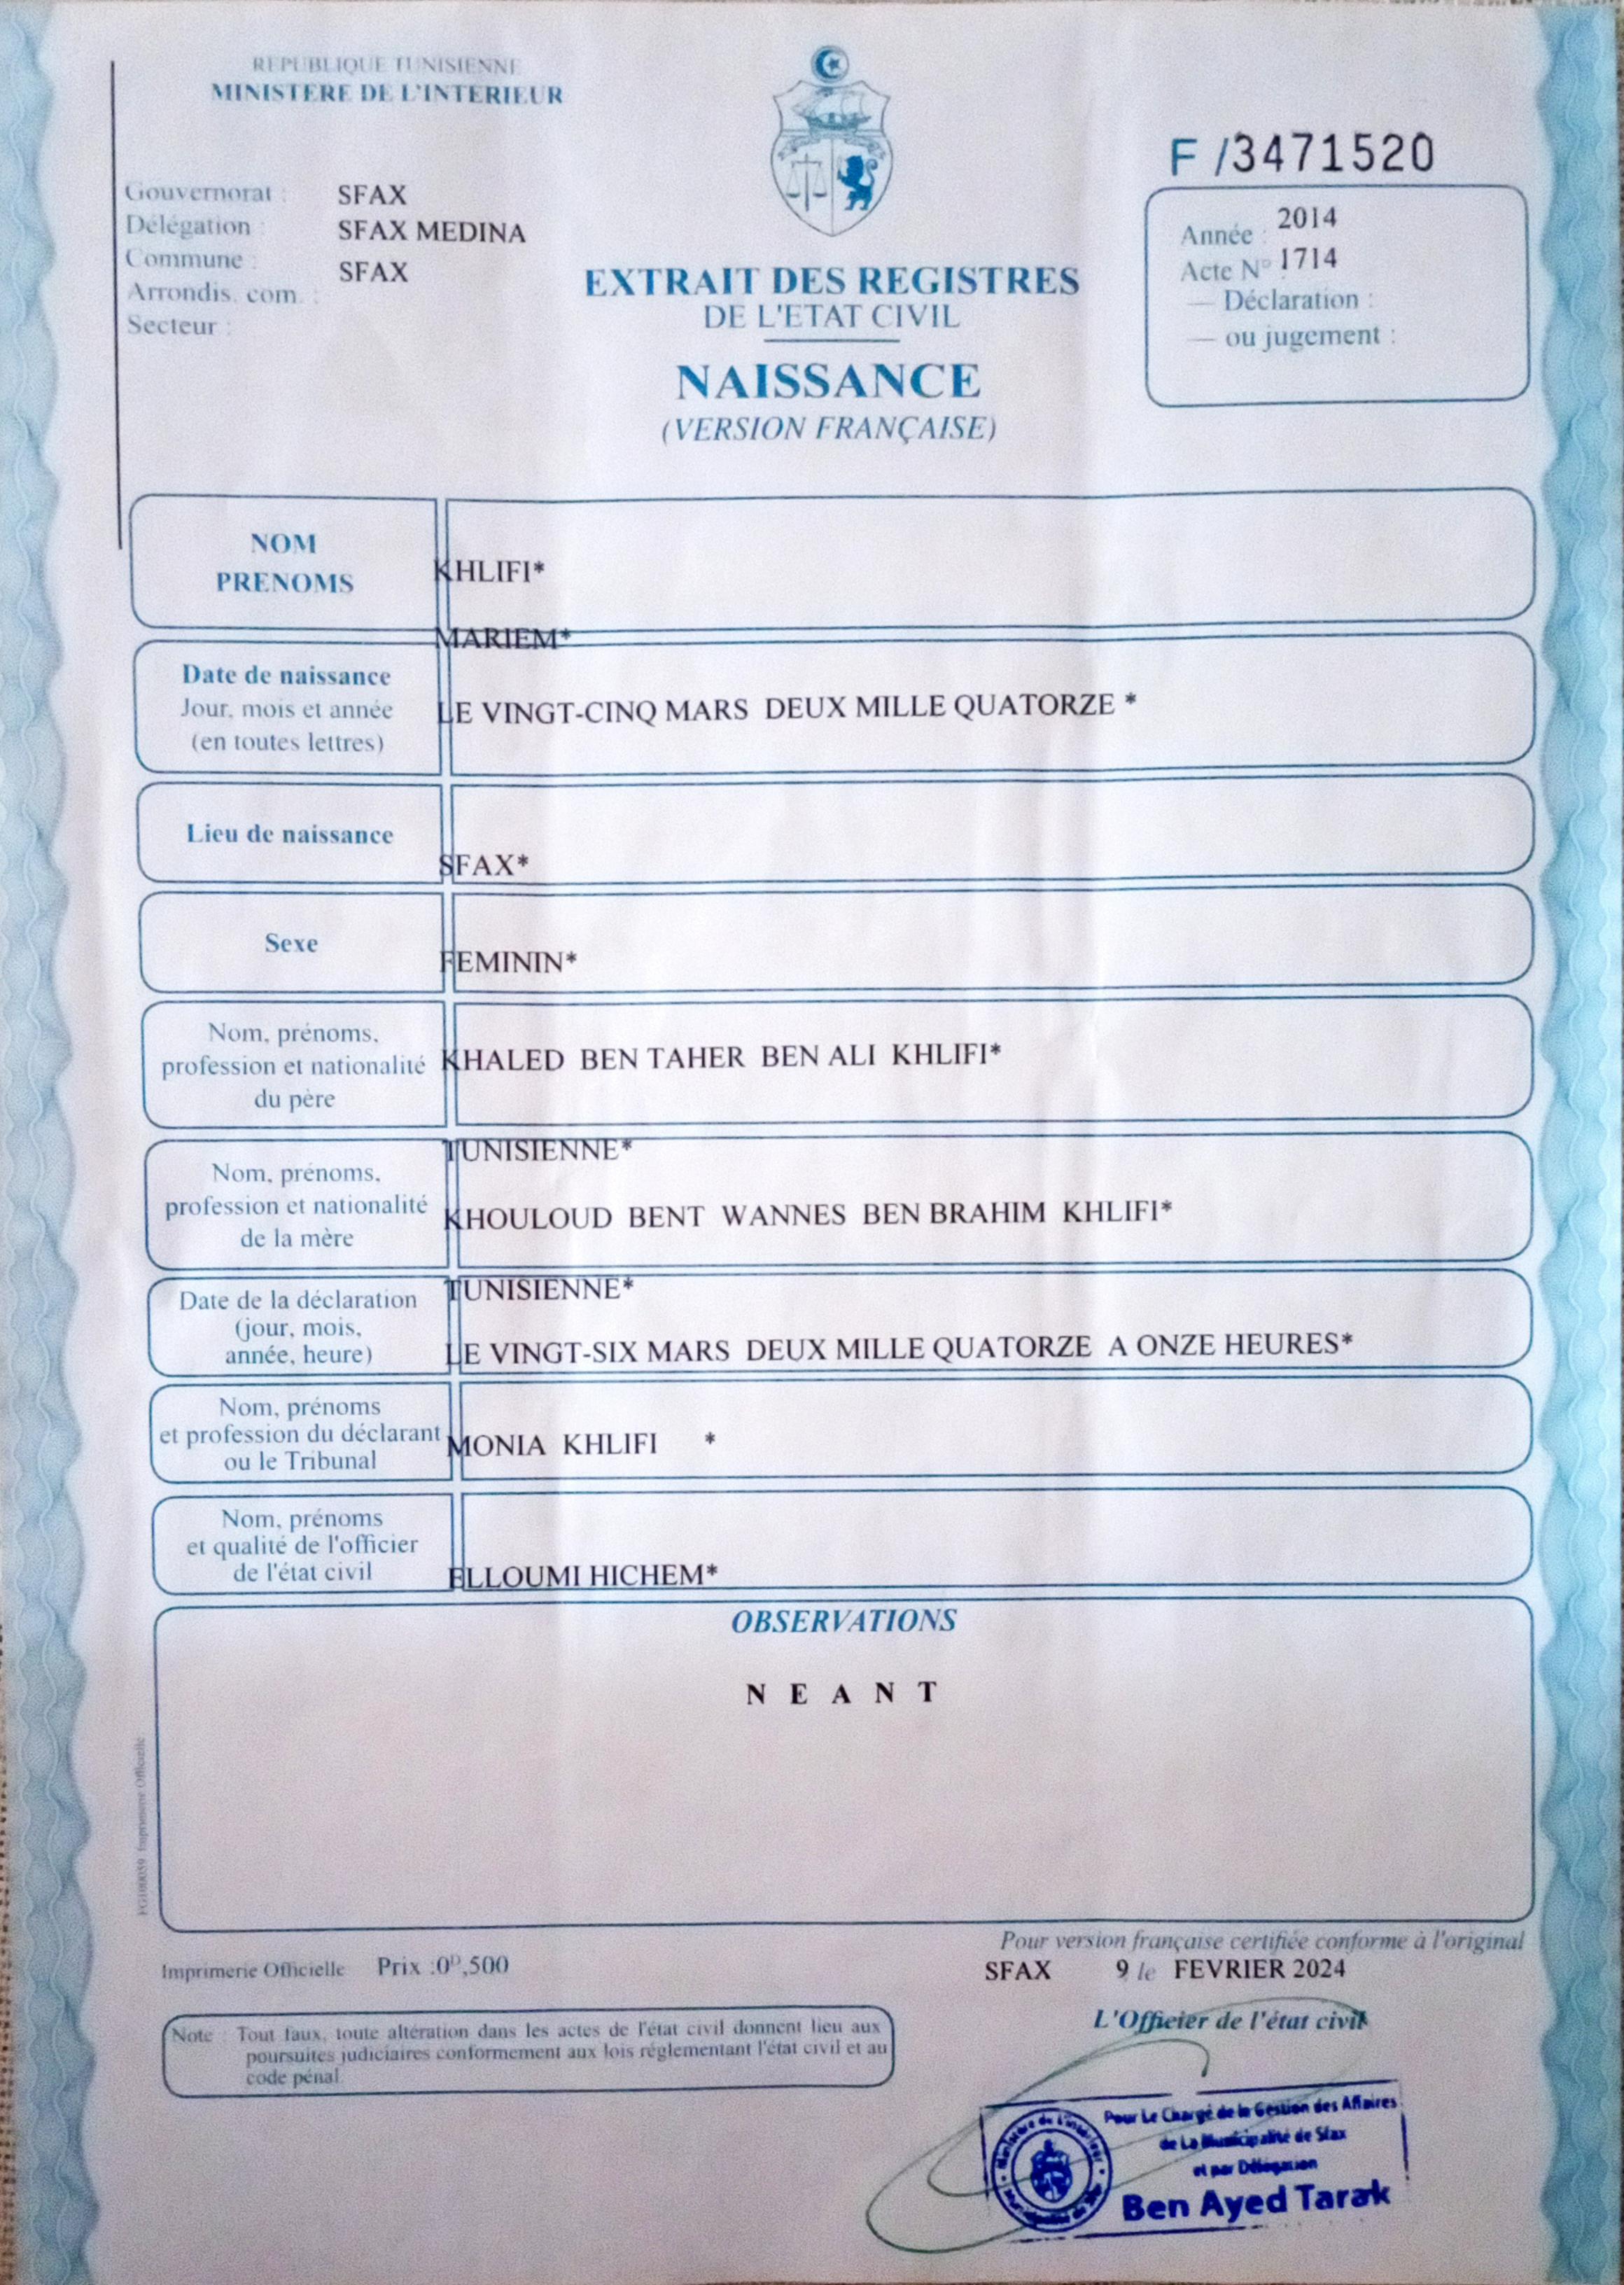 REPUBLIQUE TUNISIENNE
MINISTERE DE L'INTERIEUR
F /3471520
Gouvernorat : SFAX
Délégation : SFAX MEDINA
Commune : SFAX
Arrondis. com. :
Secteur :
EXTRAIT DES REGISTRES
DE L'ETAT CIVIL
NAISSANCE
(VERSION FRANÇAISE)
Année : 2014
Acte N° 1714
— Déclaration :
— ou jugement :
NOM
PRENOMS
KHLIFI*
MARIEM*
Date de naissance
Jour, mois et année
(en toutes lettres)
LE VINGT-CINQ MARS DEUX MILLE QUATORZE *
Lieu de naissance
SFAX*
Sexe
FEMININ*
Nom, prénoms,
profession et nationalité
du père
KHALED BEN TAHER BEN ALI KHLIFI*
TUNISIENNE*
Nom, prénoms,
profession et nationalité
de la mère
KHOULOUD BENT WANNES BEN BRAHIM KHLIFI*
TUNISIENNE*
Date de la déclaration
(jour, mois,
année, heure)
LE VINGT-SIX MARS DEUX MILLE QUATORZE A ONZE HEURES*
Nom, prénoms
et profession du déclarant
ou le Tribunal
MONIA KHLIFI *
Nom, prénoms
et qualité de l'officier
de l'état civil
ELLOUMI HICHEM*
OBSERVATIONS
N E A N T
Imprimerie Officielle
Pour version française certifiée conforme à l'original
Imprimerie Officielle Prix :0ᴰ,500
SFAX 9 le FEVRIER 2024
L'Officier de l'état civil
Note : Tout faux, toute altération dans les actes de l'état civil donnent lieu aux
poursuites judiciaires conformement aux lois réglementant l'état civil et au
code pénal
Ministère de l'Intérieur
Pour Le Chargé de la Gestion des Affaires
de La Municipalité de Sfax
et par Délégation
Ben Ayed Tarak